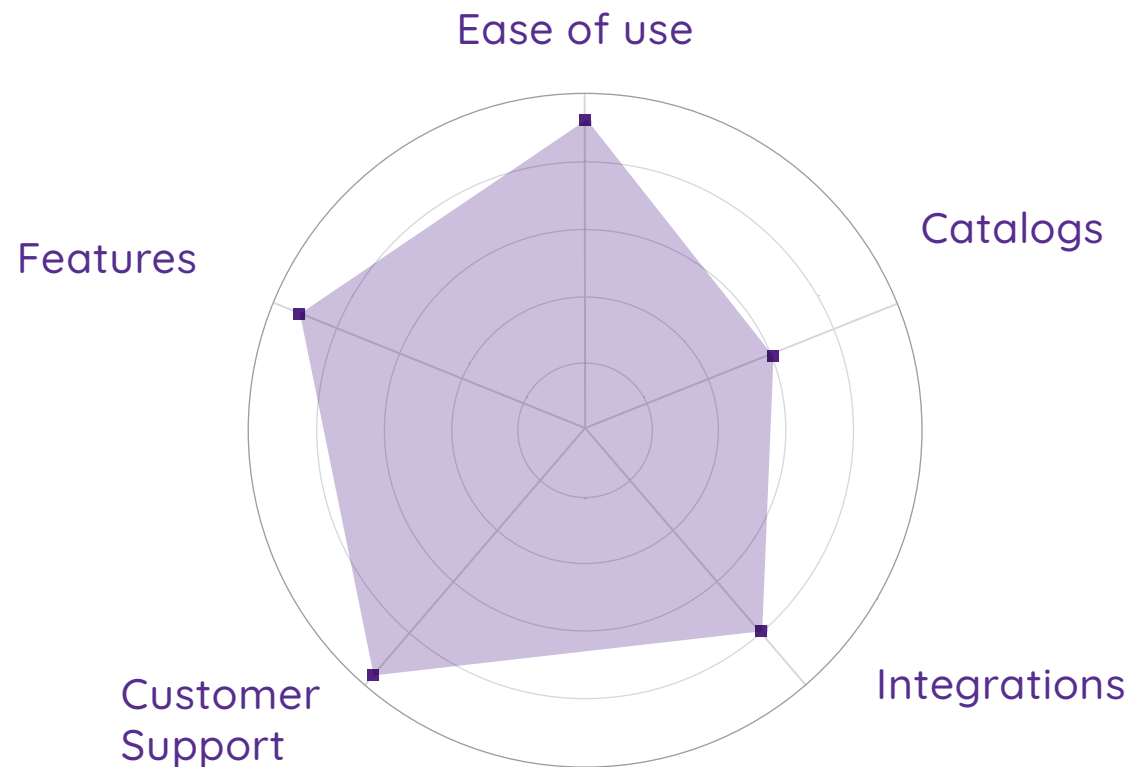 Ease of use
Catalogs
Features
Integrations
Customer
Support